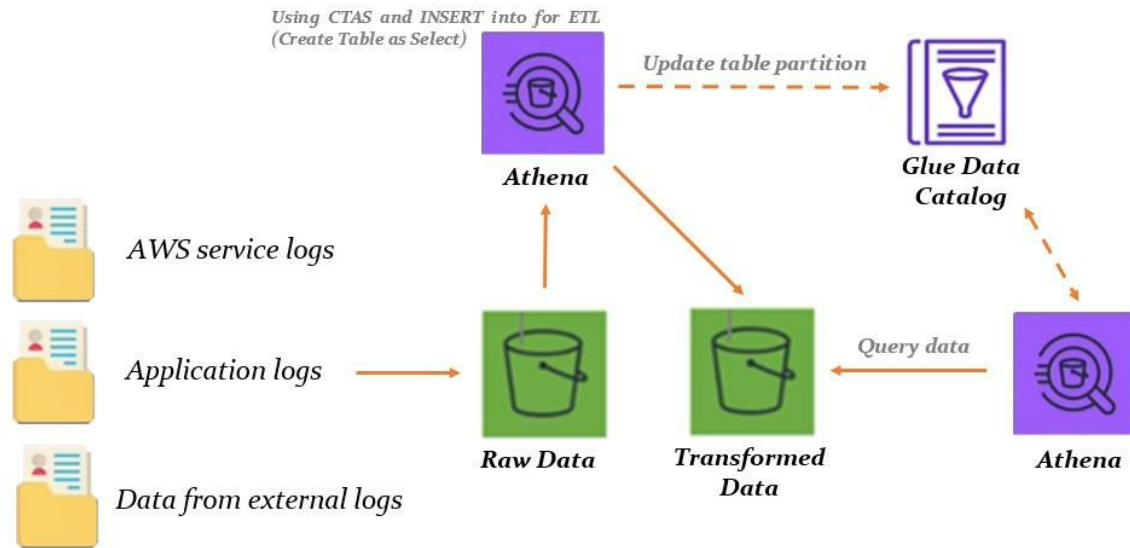 Using CTAS and INSERT into for ETL
(Create Table as Select)
Update table partition
Athena
Glue Data
Catalog
AWS service logs
Application logs
Query data
Raw Data
Transformed
Data
Athena
Data from external logs